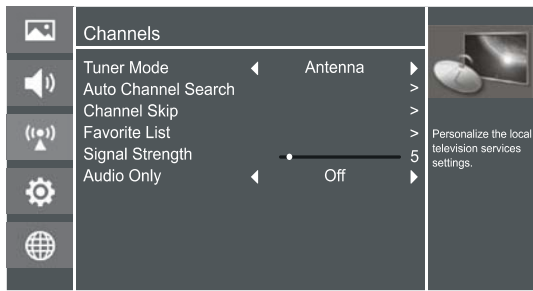 Channels
Tuner Mode Antenna
Auto Channel Search >
Channel Skip >
Favorite List >
Signal Strength 5
Audio Only Off
Personalize the local
television services
settings.